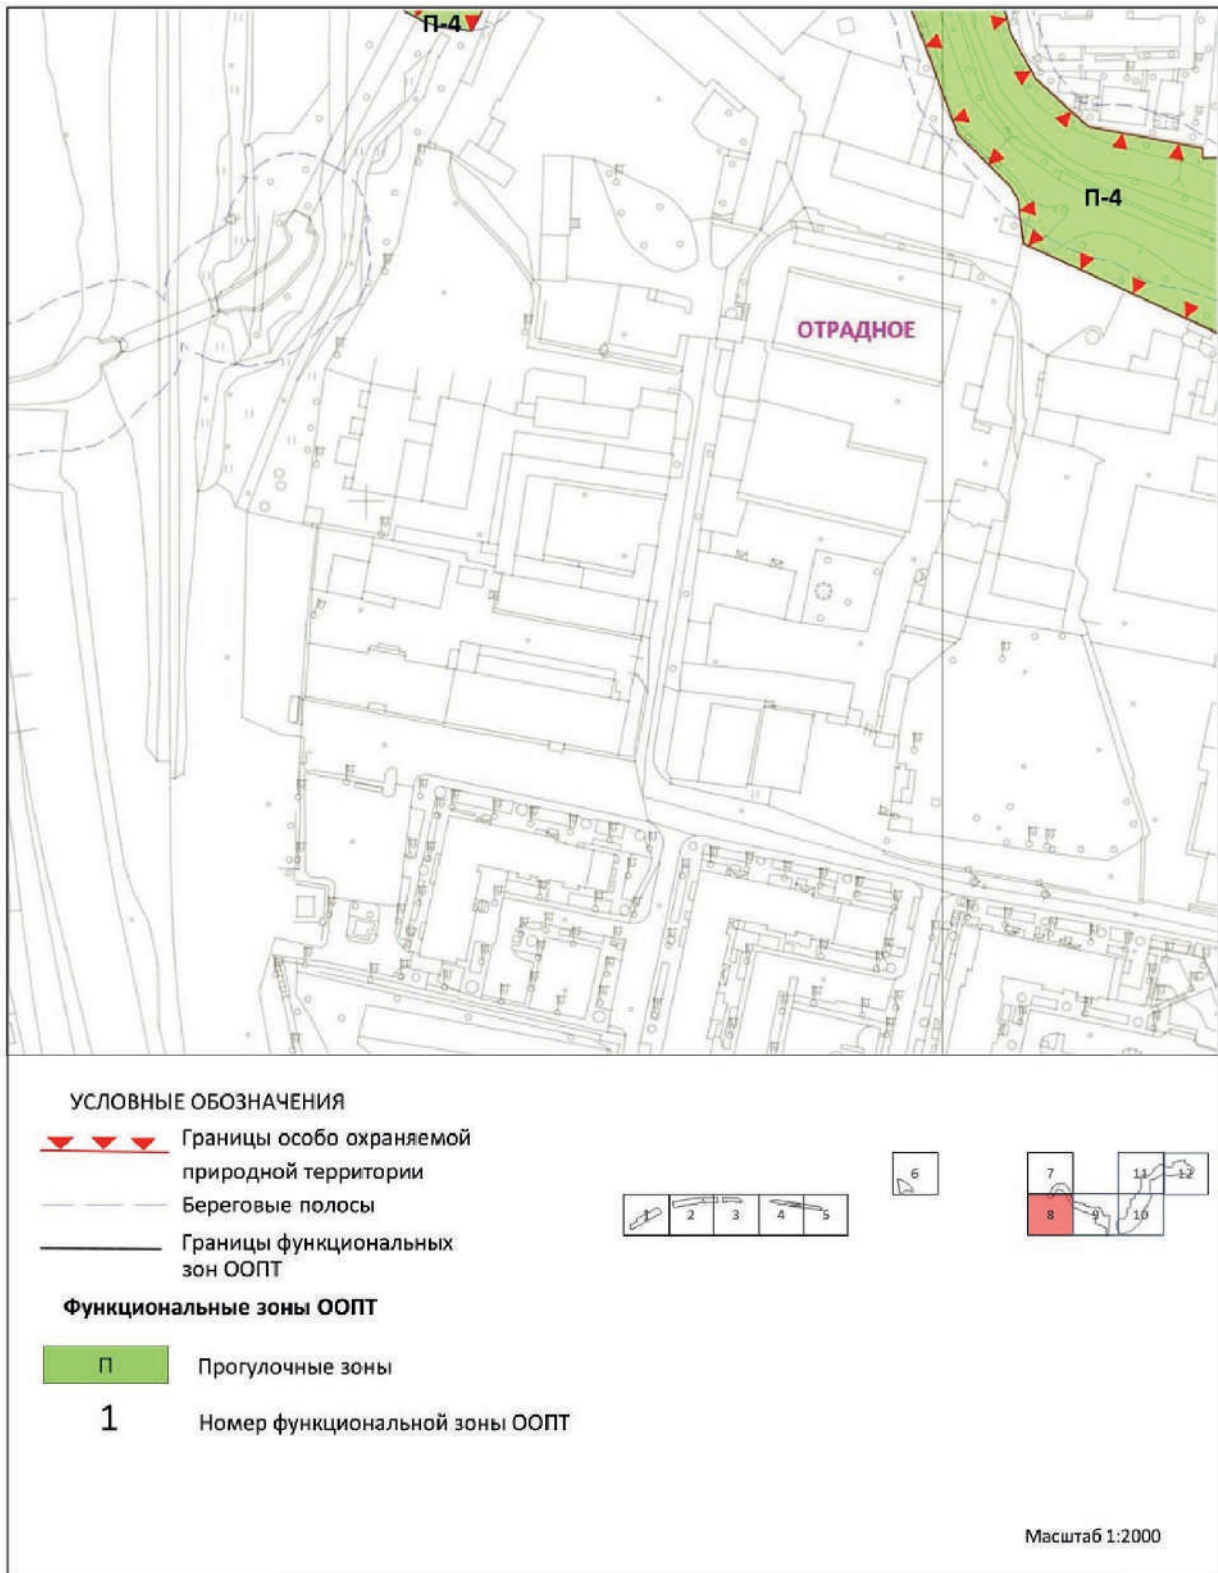 П-4
П-4
ОТРАДНОЕ
УСЛОВНЫЕ ОБОЗНАЧЕНИЯ
Границы особо охраняемой
природной территории
Береговые полосы
Границы функциональных
зон ООПТ
Функциональные зоны ООПТ
П
Прогулочные зоны
1
Номер функциональной зоны ООПТ
6
7
11
12
1
2
3
4
5
8
9
10
Масштаб 1:2000